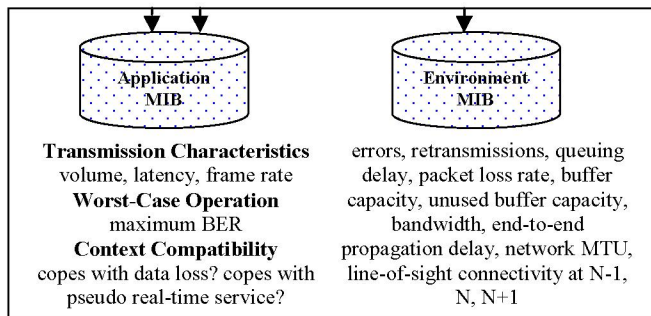 Application
MIB
Environment
MIB
Transmission Characteristics
volume, latency, frame rate
Worst-Case Operation
maximum BER
Context Compatibility
copes with data loss? copes with
pseudo real-time service?
errors, retransmissions, queuing
delay, packet loss rate, buffer
capacity, unused buffer capacity,
bandwidth, end-to-end
propagation delay, network MTU,
line-of-sight connectivity at N-1,
N, N+1